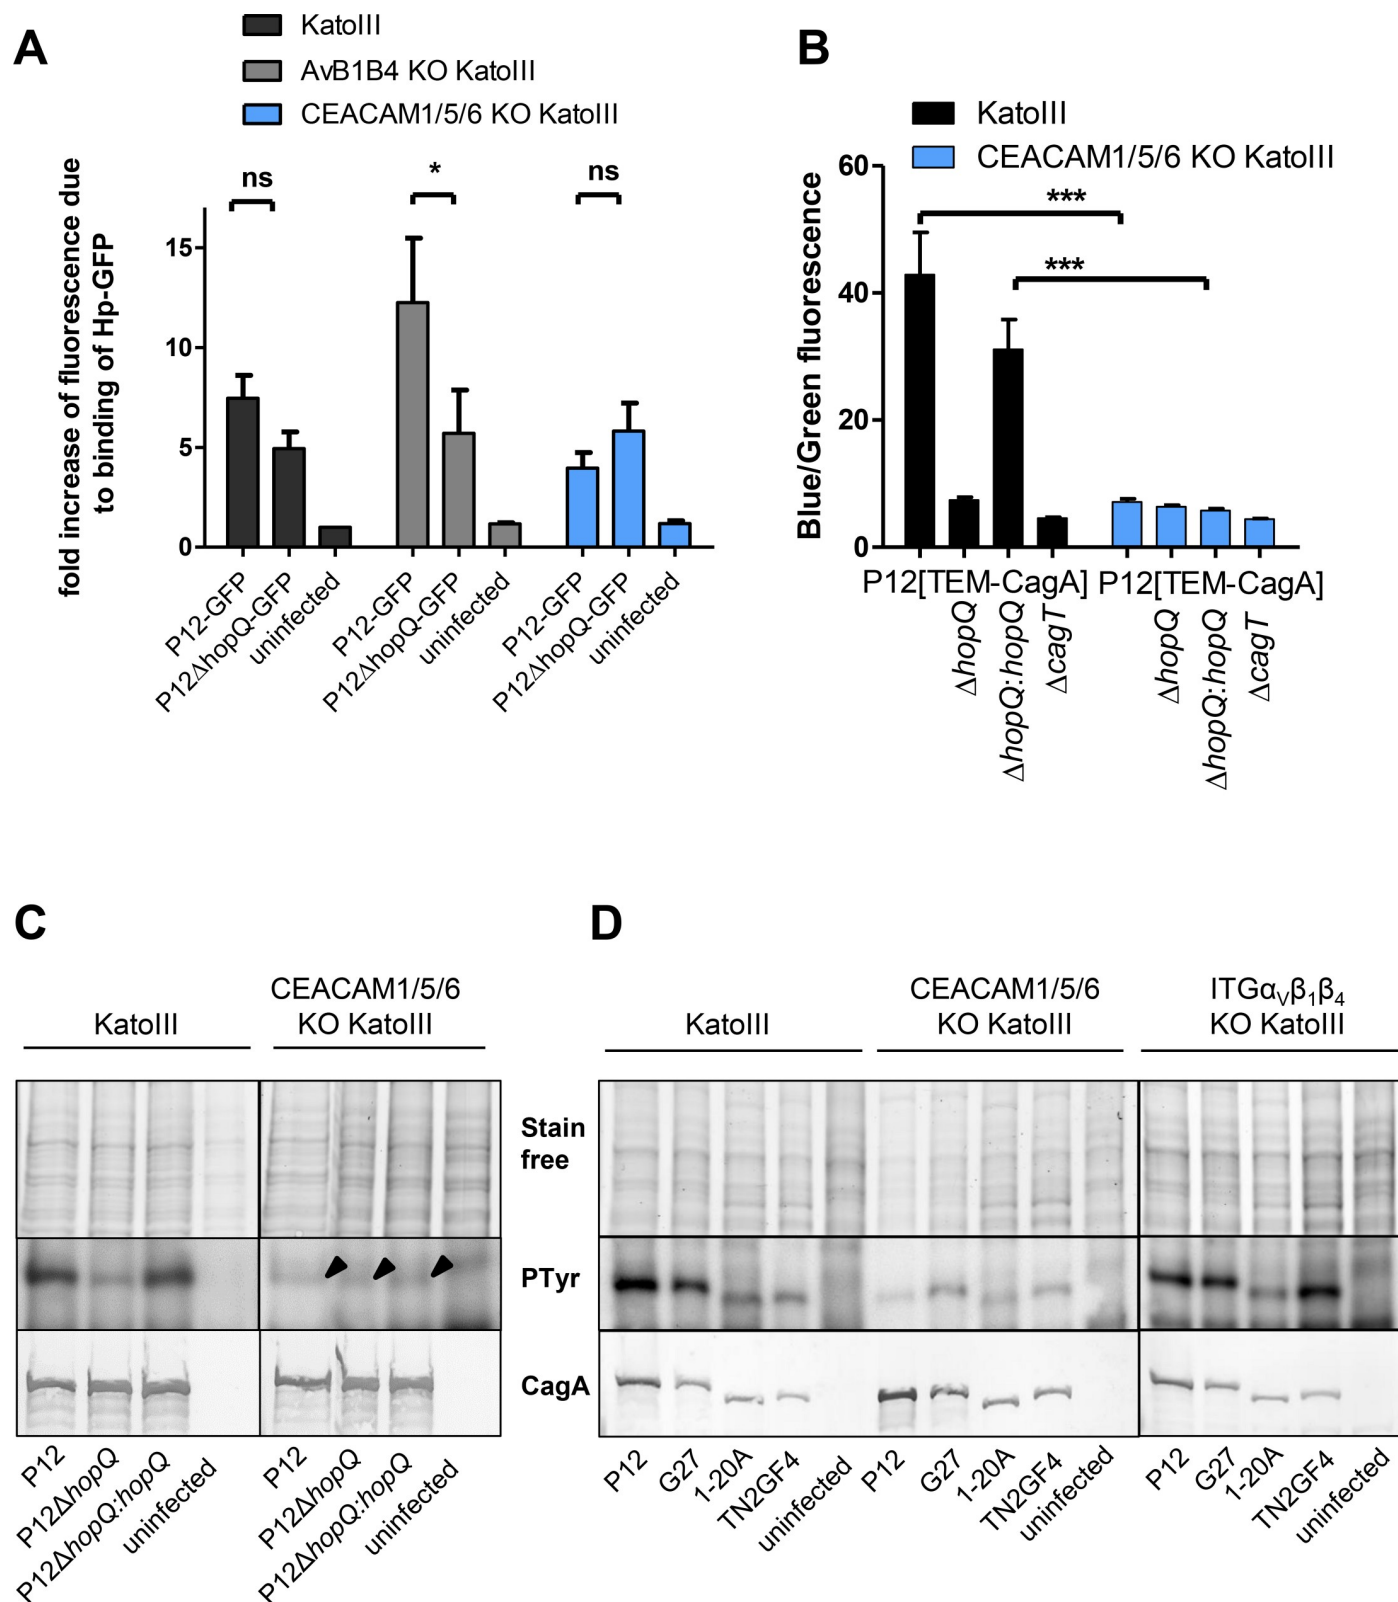 A
KatoIII
AvB1B4 KO KatoIII
CEACAM1/5/6 KO KatoIII
fold increase of fluorescence due
to binding of Hp-GFP
15
10
5
0
ns
*
ns
P12-GFP
P12ΔhopQ-GFP
uninfected
P12-GFP
P12ΔhopQ-GFP
uninfected
P12-GFP
P12ΔhopQ-GFP
uninfected
B
KatoIII
CEACAM1/5/6 KO KatoIII
Blue/Green fluorescence
60
40
20
0
***
***
P12[TEM-CagA]
ΔhopQ
ΔhopQ:hopQ
ΔcagT
P12[TEM-CagA]
ΔhopQ
ΔhopQ:hopQ
ΔcagT
C
KatoIII
CEACAM1/5/6
KO KatoIII
Stain
free
PTyr
CagA
P12
P12ΔhopQ
P12ΔhopQ:hopQ
uninfected
P12
P12ΔhopQ
P12ΔhopQ:hopQ
uninfected
D
KatoIII
CEACAM1/5/6
KO KatoIII
ITGαVβ1β4
KO KatoIII
P12
G27
1-20A
TN2GF4
uninfected
P12
G27
1-20A
TN2GF4
uninfected
P12
G27
1-20A
TN2GF4
uninfected